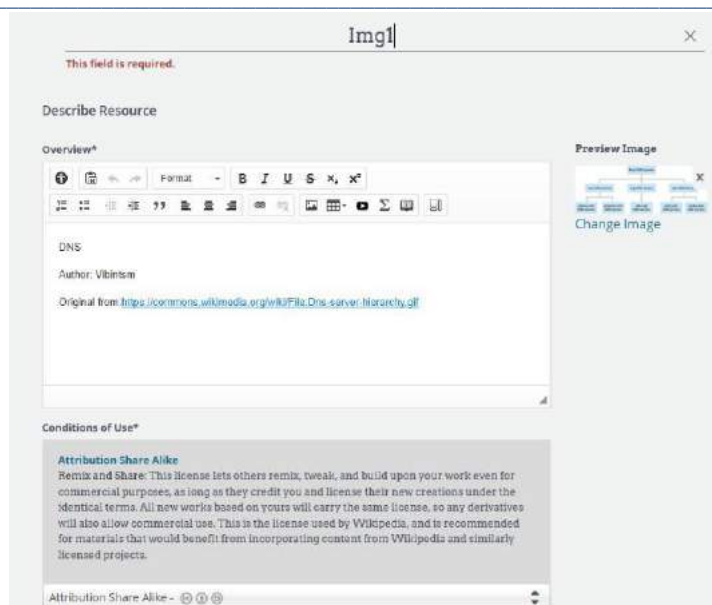 Img1
This field is required.
Describe Resource
Overview*
Preview Image
Format
B I U S x₂ x²
Change Image
DNS
Author: Vibintsm
Original from:https://commons.wikimedia.org/wiki/File:Dns-server-hierarchy.gif
Conditions of Use*
Attribution Share Alike
Remix and Share: This license lets others remix, tweak, and build upon your work even for
commercial purposes, as long as they credit you and license their new creations under the
identical terms. All new works based on yours will carry the same license, so any derivatives
will also allow commercial use. This is the license used by Wikipedia, and is recommended
for materials that would benefit from incorporating content from Wikipedia and similarly
licensed projects.
Attribution Share Alike -